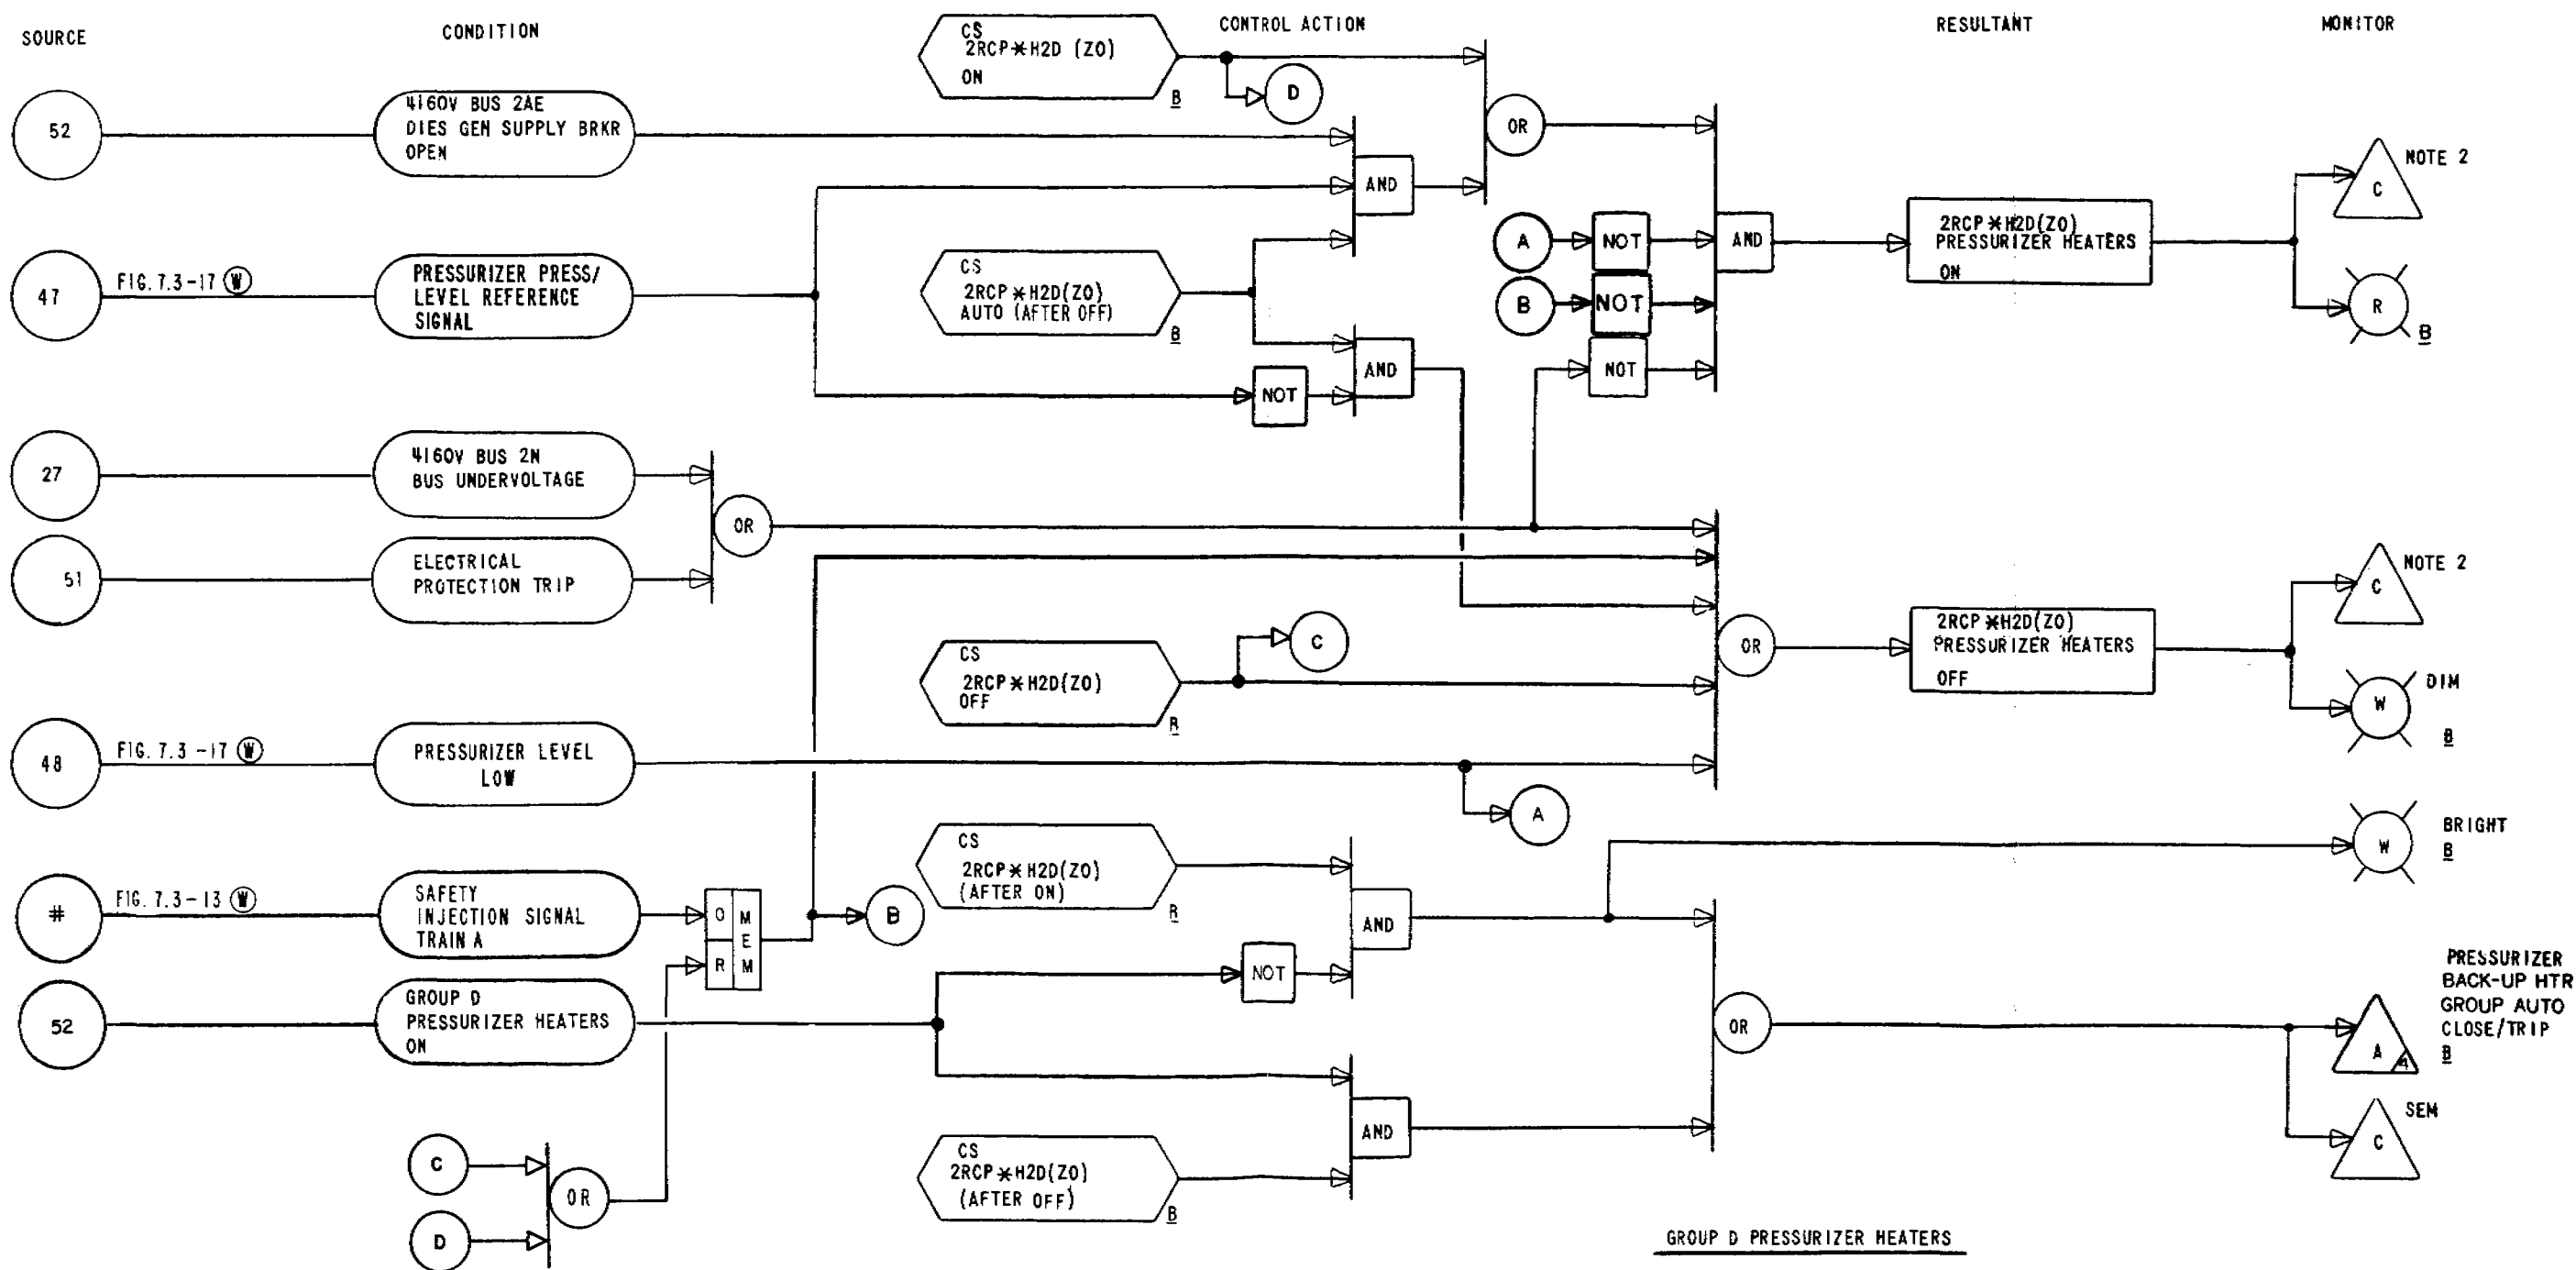 SOURCE
CONDITION
CONTROL ACTION
RESULTANT
MONITOR
CS
2RCP*H2D (ZO)
ON
B
D
52
4160V BUS 2AE
DIES GEN SUPPLY BRKR
OPEN
AND
OR
C
NOTE 2
47
FIG. 7.3-17 W
PRESSURIZER PRESS/
LEVEL REFERENCE
SIGNAL
CS
2RCP*H2D(ZO)
AUTO (AFTER OFF)
B
A
NOT
B
NOT
NOT
AND
2RCP*H2D(ZO)
PRESSURIZER HEATERS
ON
R
B
NOT
AND
27
4160V BUS 2N
BUS UNDERVOLTAGE
OR
51
ELECTRICAL
PROTECTION TRIP
C
NOTE 2
CS
2RCP*H2D(ZO)
OFF
B
C
OR
2RCP*H2D(ZO)
PRESSURIZER HEATERS
OFF
W
DIM
B
48
FIG. 7.3-17 W
PRESSURIZER LEVEL
LOW
A
W
BRIGHT
B
#
FIG. 7.3-13 W
SAFETY
INJECTION SIGNAL
TRAIN A
O
R
MEM
B
CS
2RCP*H2D(ZO)
(AFTER ON)
B
NOT
AND
52
GROUP D
PRESSURIZER HEATERS
ON
OR
PRESSURIZER
BACK-UP HTR
GROUP AUTO
CLOSE/TRIP
B
A
4
C
D
OR
CS
2RCP*H2D(ZO)
(AFTER OFF)
B
AND
C
SEM
GROUP D PRESSURIZER HEATERS